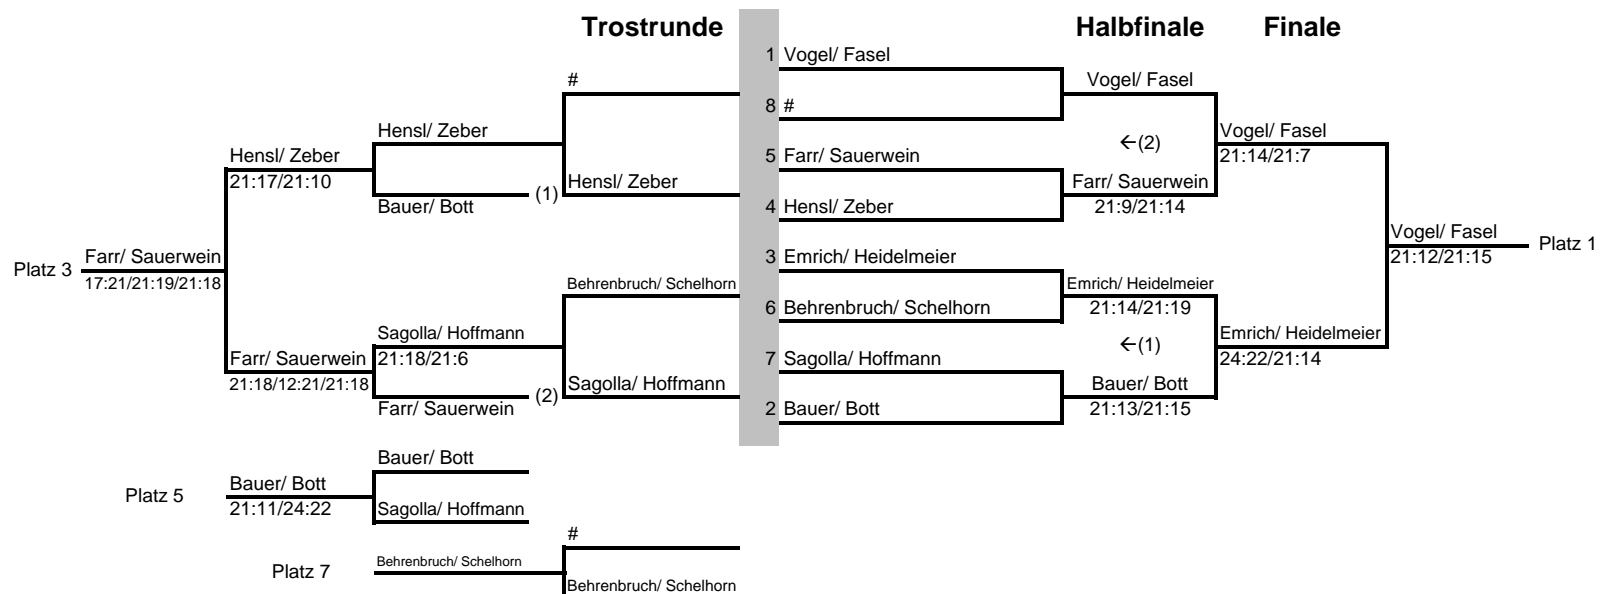 Trostrunde Halbfinale Finale
1 Vogel/ Fasel
# Vogel/ Fasel
8 #
Hensl/ Zeber ←(2) Vogel/ Fasel
Hensl/ Zeber 5 Farr/ Sauerwein 21:14/21:7
21:17/21:10 (1) Hensl/ Zeber Farr/ Sauerwein
Bauer/ Bott 4 Hensl/ Zeber 21:9/21:14
Vogel/ Fasel
Platz 3 Farr/ Sauerwein 3 Emrich/ Heidelmeier 21:12/21:15 Platz 1
17:21/21:19/21:18 Behrenbruch/ Schelhorn Emrich/ Heidelmeier
6 Behrenbruch/ Schelhorn 21:14/21:19
Sagolla/ Hoffmann ←(1) Emrich/ Heidelmeier
Farr/ Sauerwein 21:18/21:6 7 Sagolla/ Hoffmann 24:22/21:14
21:18/12:21/21:18 (2) Sagolla/ Hoffmann Bauer/ Bott
Farr/ Sauerwein 2 Bauer/ Bott 21:13/21:15
Bauer/ Bott
Platz 5 Bauer/ Bott
21:11/24:22 Sagolla/ Hoffmann
#
Platz 7 Behrenbruch/ Schelhorn
Behrenbruch/ Schelhorn